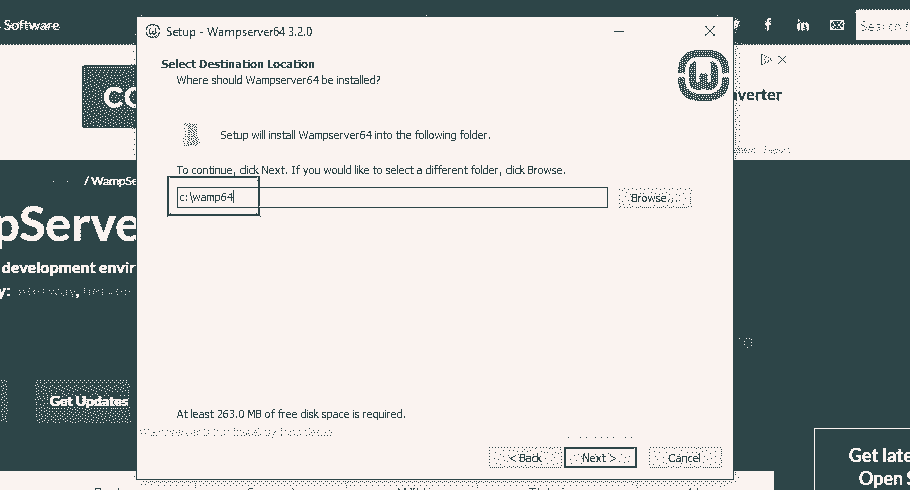 Software
Setup - Wampserver64 3.2.0
Search
Select Destination Location
Where should Wampserver64 be installed?
CO
nverter
Setup will install Wampserver64 into the following folder.
To continue, click Next. If you would like to select a different folder, click Browse.
/ WampSe
c:\wamp64
Browse...
pServe
development envir
y:
Get Updates
At least 263.0 MB of free disk space is required.
< Back
Next >
Cancel
Get late
Open S